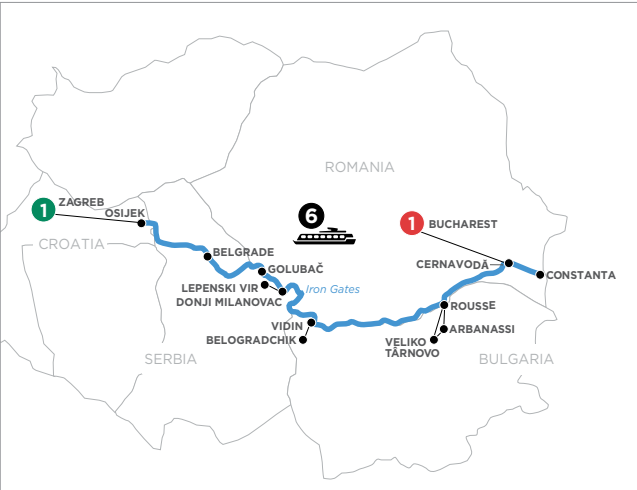 ROMANIA
1
ZAGREB
OSIJEK
6
1
BUCHAREST
CROATIA
BELGRADE
CERNAVODĂ
GOLUBAČ
CONSTANTA
LEPENSKI VIR
Iron Gates
DONJI MILANOVAC
ROUSSE
VIDIN
ARBANASSI
BELOGRADCHIK
VELIKO
TĂRNOVO
SERBIA
BULGARIA